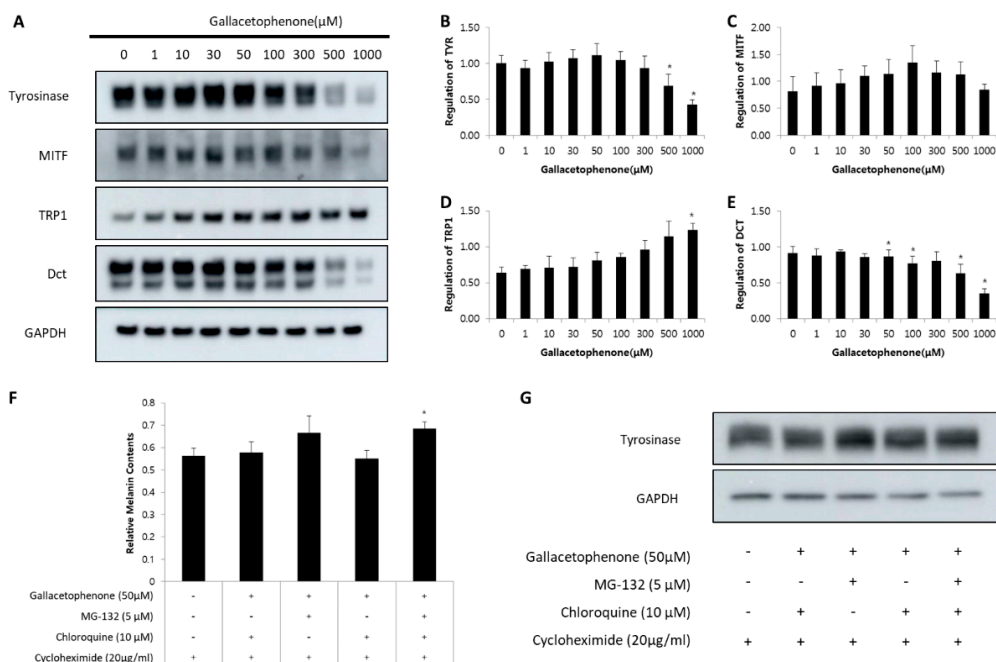 A
Gallacetophenone(μM)
0 1 10 30 50 100 300 500 1000
Tyrosinase
MITF
TRP1
Dct
GAPDH
B
Regulation of TYR
1.50
1.00
0.50
0.00
* *
0 1 10 30 50 100 300 500 1000
Gallacetophenone(μM)
C
Regulation of MITF
2.00
1.50
1.00
0.50
0.00
0 1 10 30 50 100 300 500 1000
Gallacetophenone(μM)
D
Regulation of TRP1
1.50
1.00
0.50
0.00
*
0 1 10 30 50 100 300 500 1000
Gallacetophenone(μM)
E
Regulation of DCT
1.50
1.00
0.50
0.00
* * * *
0 1 10 30 50 100 300 500 1000
Gallacetophenone(μM)
F
Relative Melanin Contents
0.8
0.7
0.6
0.5
0.4
0.3
0.2
0.1
0
*
Gallacetophenone (50μM) - + + + +
MG-132 (5 μM) - - + - +
Chloroquine (10 μM) - + - + +
Cycloheximide (20μg/ml) + + + + +
G
Tyrosinase
GAPDH
Gallacetophenone (50μM) - + + + +
MG-132 (5 μM) - - + - +
Chloroquine (10 μM) - + - + +
Cycloheximide (20μg/ml) + + + + +